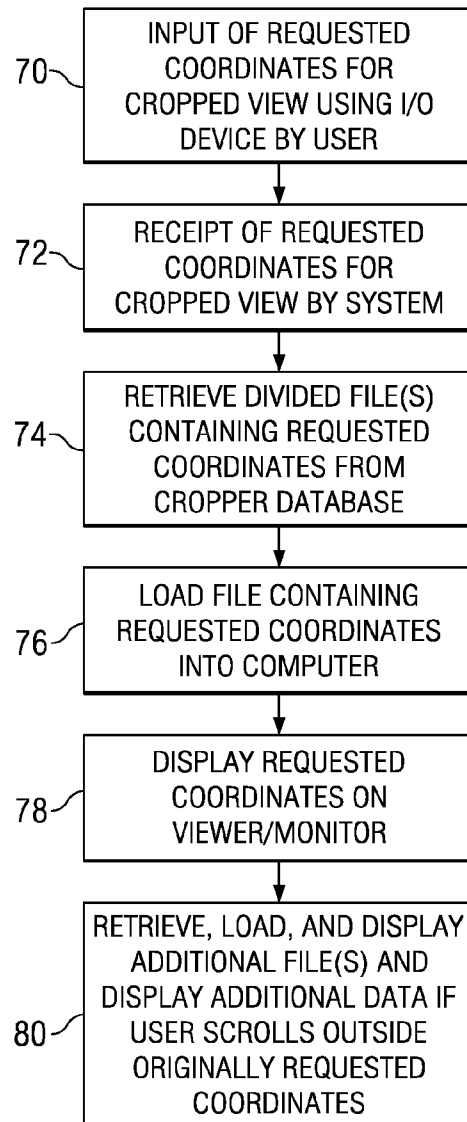 70
INPUT OF REQUESTED
COORDINATES FOR
CROPPED VIEW USING I/O
DEVICE BY USER
72
RECEIPT OF REQUESTED
COORDINATES FOR
CROPPED VIEW BY SYSTEM
74
RETRIEVE DIVIDED FILE(S)
CONTAINING REQUESTED
COORDINATES FROM
CROPPER DATABASE
76
LOAD FILE CONTAINING
REQUESTED COORDINATES
INTO COMPUTER
78
DISPLAY REQUESTED
COORDINATES ON
VIEWER/MONITOR
80
RETRIEVE, LOAD, AND DISPLAY
ADDITIONAL FILE(S) AND
DISPLAY ADDITIONAL DATA IF
USER SCROLLS OUTSIDE
ORIGINALLY REQUESTED
COORDINATES